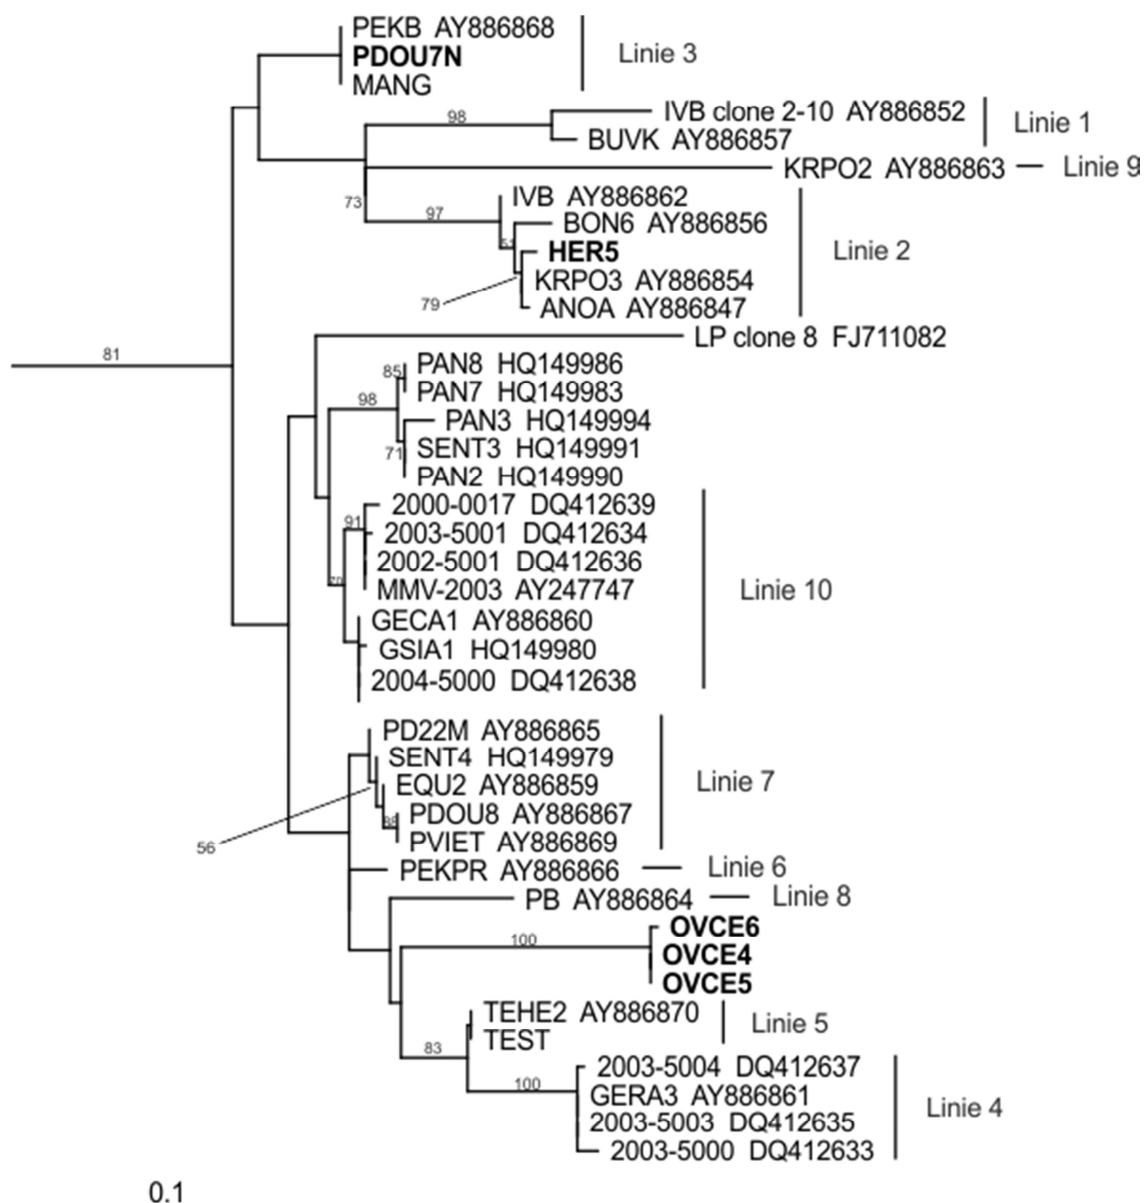 PEKB AY886868
PDOU7N
Linie 3
MANG
IVB clone 2-10 AY886852
98
Linie 1
BUVK AY886857
KRPO2 AY886863
Linie 9
IVB AY886862
73
97
BON6 AY886856
51
HER5
Linie 2
KRPO3 AY886854
79
ANOA AY886847
LP clone 8 FJ711082
81
PAN8 HQ149986
85
PAN7 HQ149983
98
PAN3 HQ149994
SENT3 HQ149991
71
PAN2 HQ149990
2000-0017 DQ412639
91
2003-5001 DQ412634
2002-5001 DQ412636
70
MMV-2003 AY247747
Linie 10
GECA1 AY886860
GSIA1 HQ149980
2004-5000 DQ412638
PD22M AY886865
SENT4 HQ149979
EQU2 AY886859
Linie 7
PDOU8 AY886867
PVIET AY886869
56
PEKPR AY886866
Linie 6
PB AY886864
Linie 8
OVCE6
100
OVCE4
OVCE5
TEHE2 AY886870
Linie 5
TEST
83
2003-5004 DQ412637
100
GERA3 AY886861
Linie 4
2003-5003 DQ412635
2003-5000 DQ412633
0.1